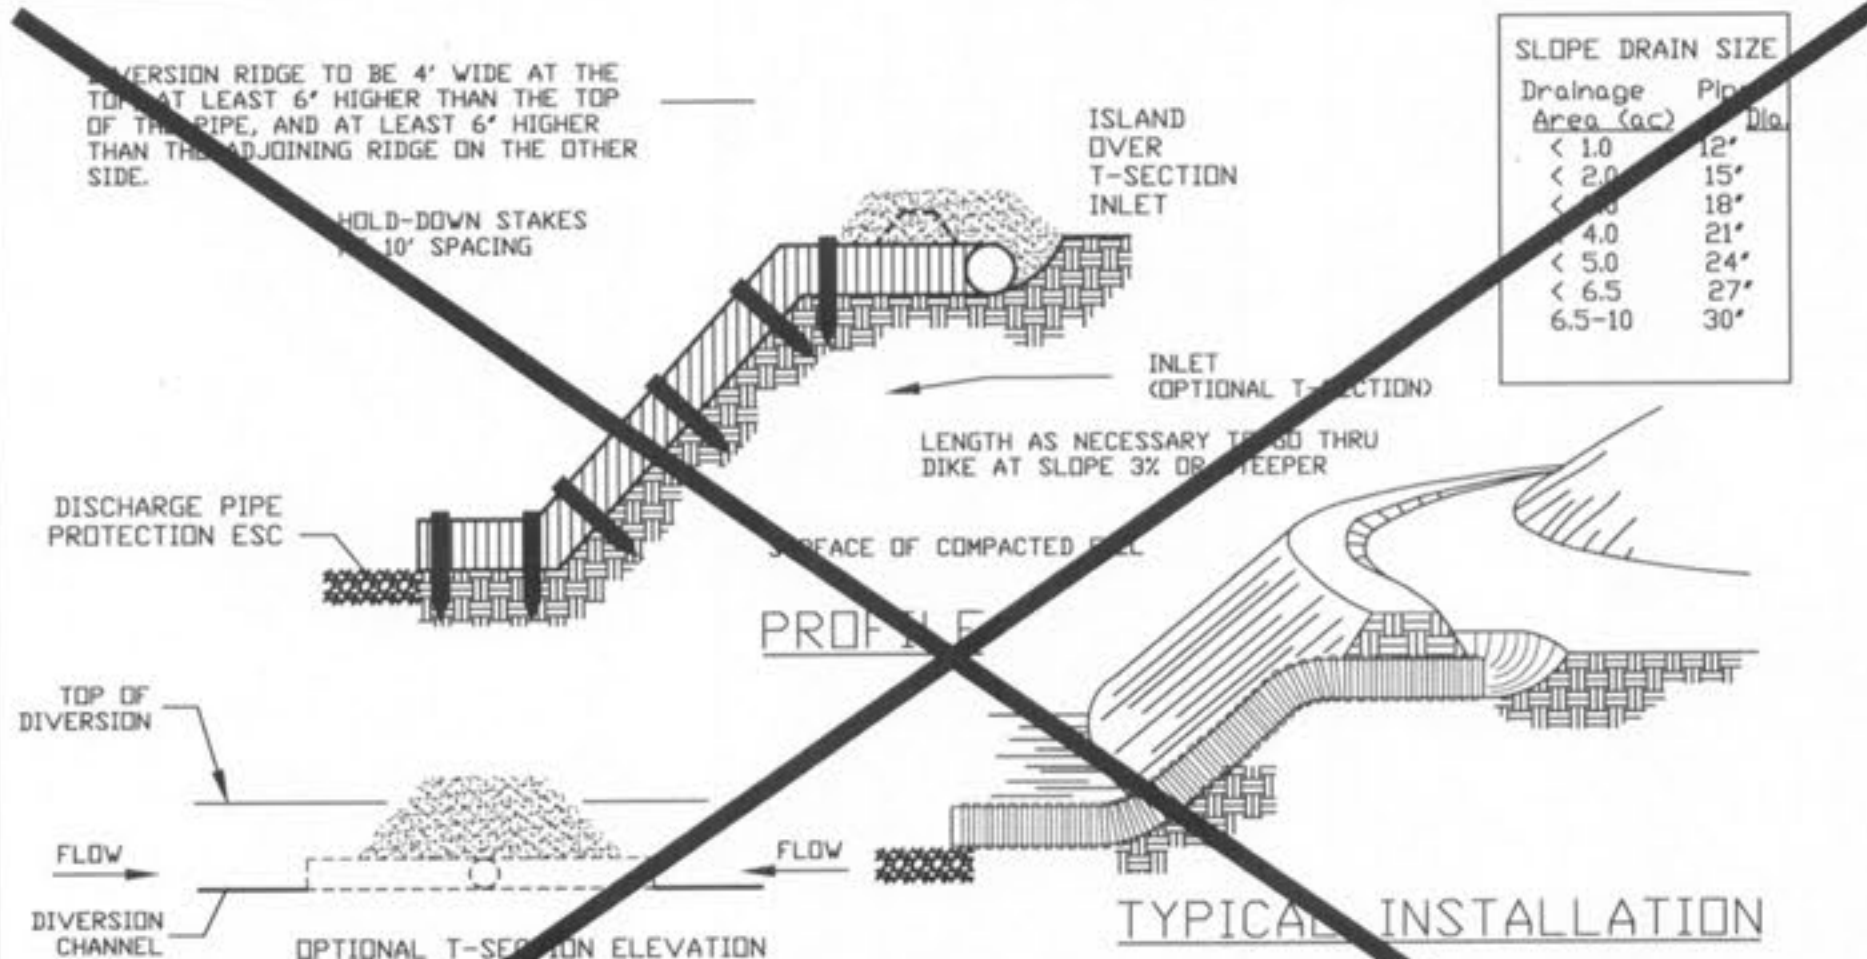 DIVERSION RIDGE TO BE 4' WIDE AT THE
TOP, AT LEAST 6" HIGHER THAN THE TOP
OF THE PIPE, AND AT LEAST 6" HIGHER
THAN THE ADJOINING RIDGE ON THE OTHER
SIDE.
HOLD-DOWN STAKES
10' SPACING
ISLAND
OVER
T-SECTION
INLET
SLOPE DRAIN SIZE
Drainage Pipe
Area (ac) Dia.
< 1.0 12"
< 2.0 15"
18"
4.0 21"
< 5.0 24"
< 6.5 27"
6.5-10 30"
INLET
(OPTIONAL T-SECTION)
LENGTH AS NECESSARY TO GO THRU
DIKE AT SLOPE 3% OR STEEPER
DISCHARGE PIPE
PROTECTION ESC
SURFACE OF COMPACTED FILL
PROFILE
TOP OF
DIVERSION
FLOW
FLOW
DIVERSION
CHANNEL
OPTIONAL T-SECTION ELEVATION
TYPICAL INSTALLATION